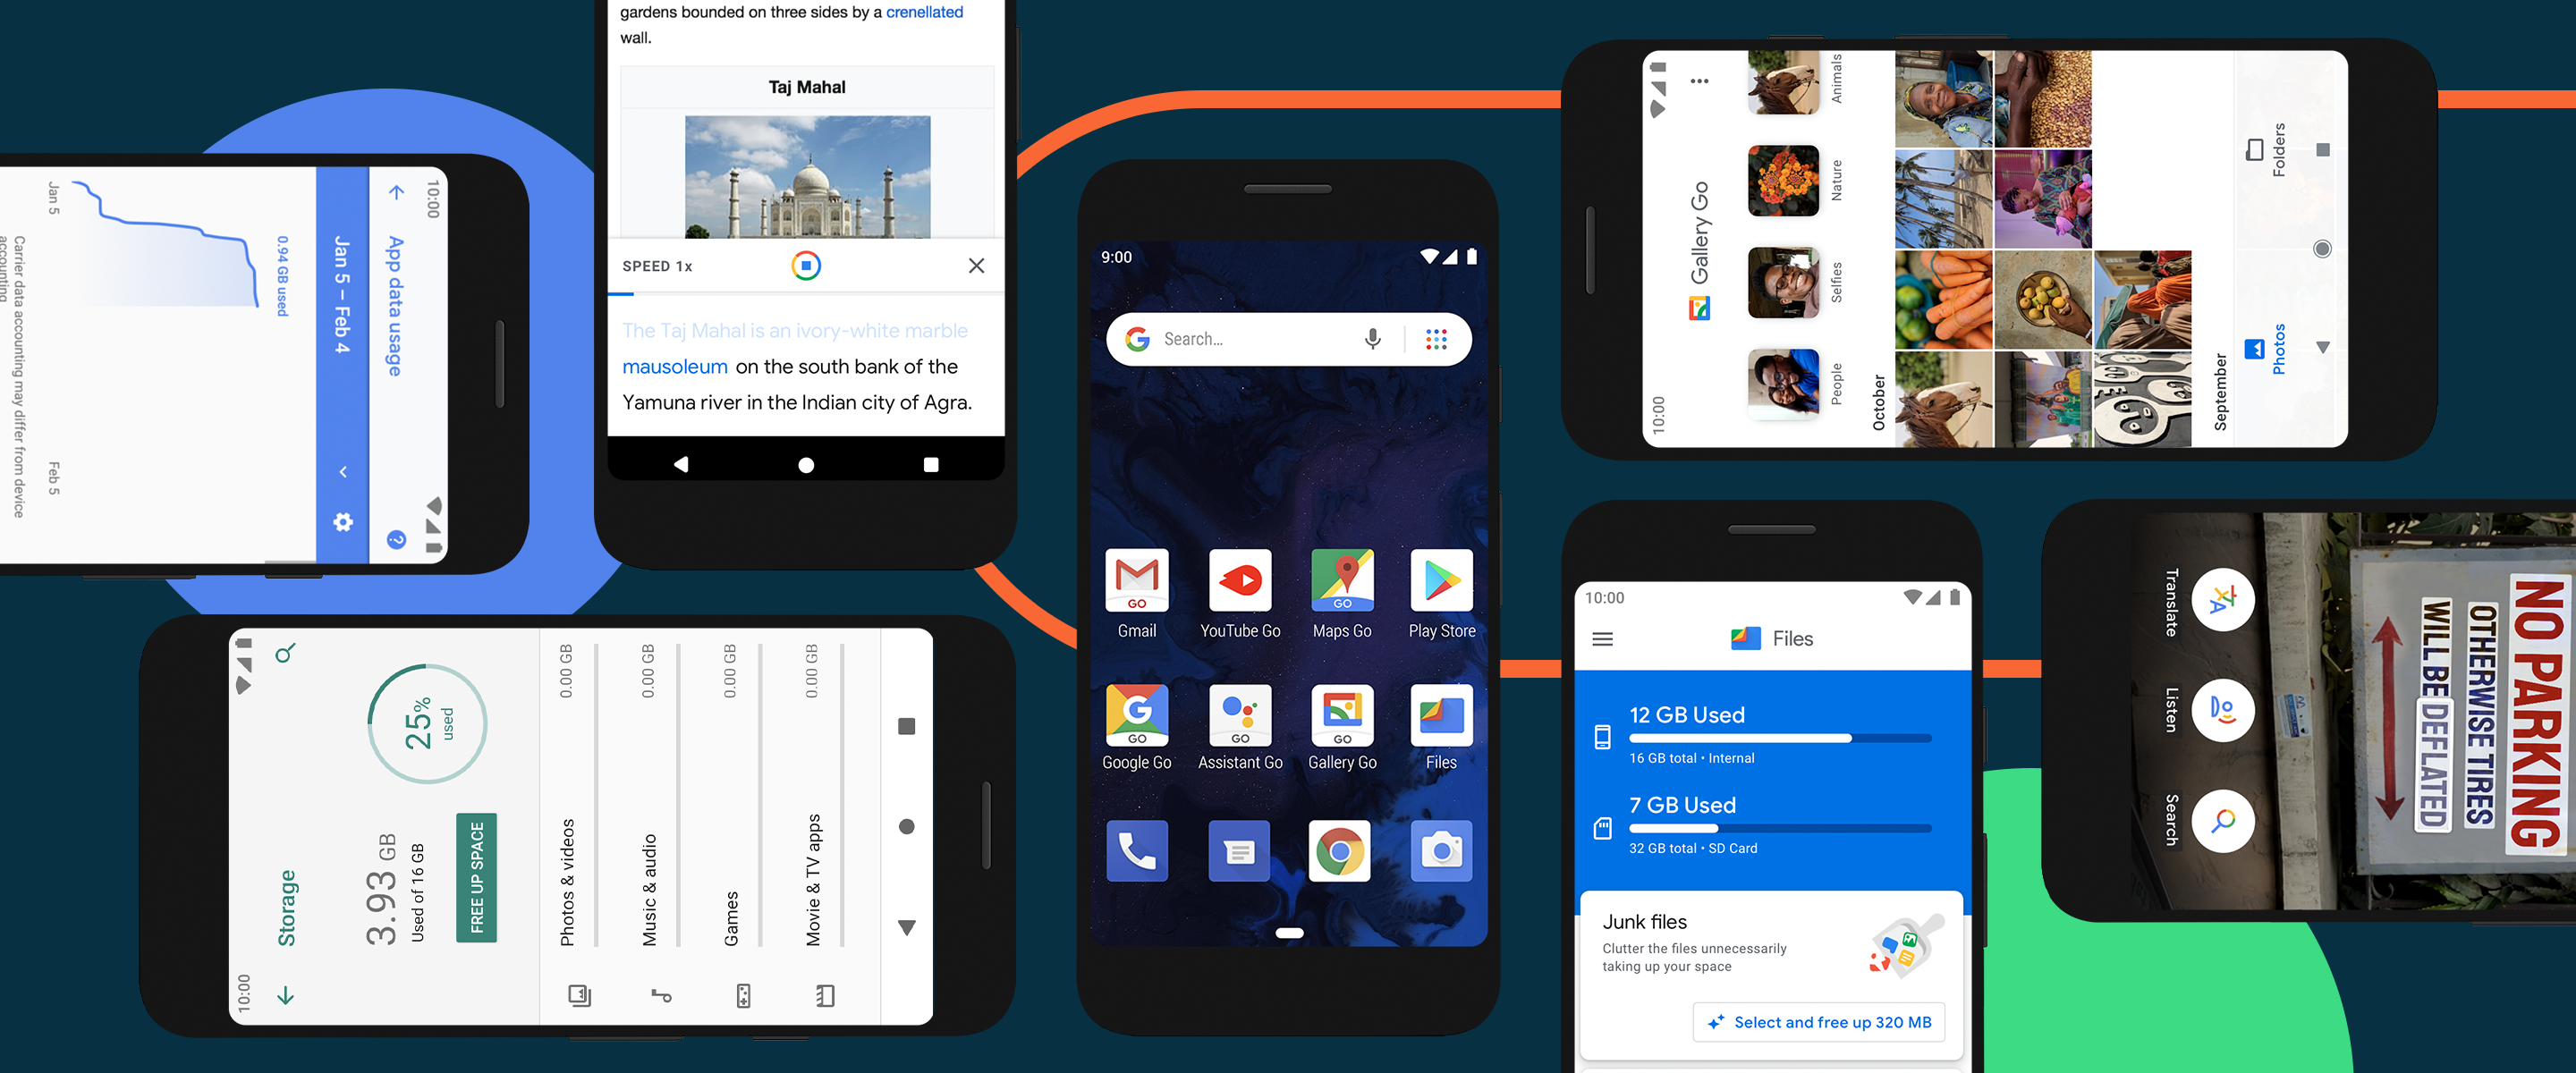 10:00
App data usage
Jan 5 – Feb 4
0.94 GB used
Jan 5
Feb 5
Carrier data accounting may differ from device
accounting
gardens bounded on three sides by a crenellated
wall.
Taj Mahal
SPEED 1x
The Taj Mahal is an ivory-white marble
mausoleum on the south bank of the
Yamuna river in the Indian city of Agra.
10:00
Storage
3.93 GB
Used of 16 GB
25%
used
FREE UP SPACE
Photos & videos
0.00 GB
Music & audio
0.00 GB
Games
0.00 GB
Movie & TV apps
0.00 GB
9:00
Search...
GO
Gmail
YouTube Go
GO
Maps Go
Play Store
GO
Google Go
GO
Assistant Go
GO
Gallery Go
Files
10:00
Gallery Go
People
Selfies
Nature
Animals
October
September
Photos
Folders
10:00
Files
12 GB Used
16 GB total • Internal
7 GB Used
32 GB total • SD Card
Junk files
Clutter the files unnecessarily
taking up your space
Select and free up 320 MB
NO PARKING
OTHERWISE TIRES
WILL BE DEFLATED
Translate
Listen
Search